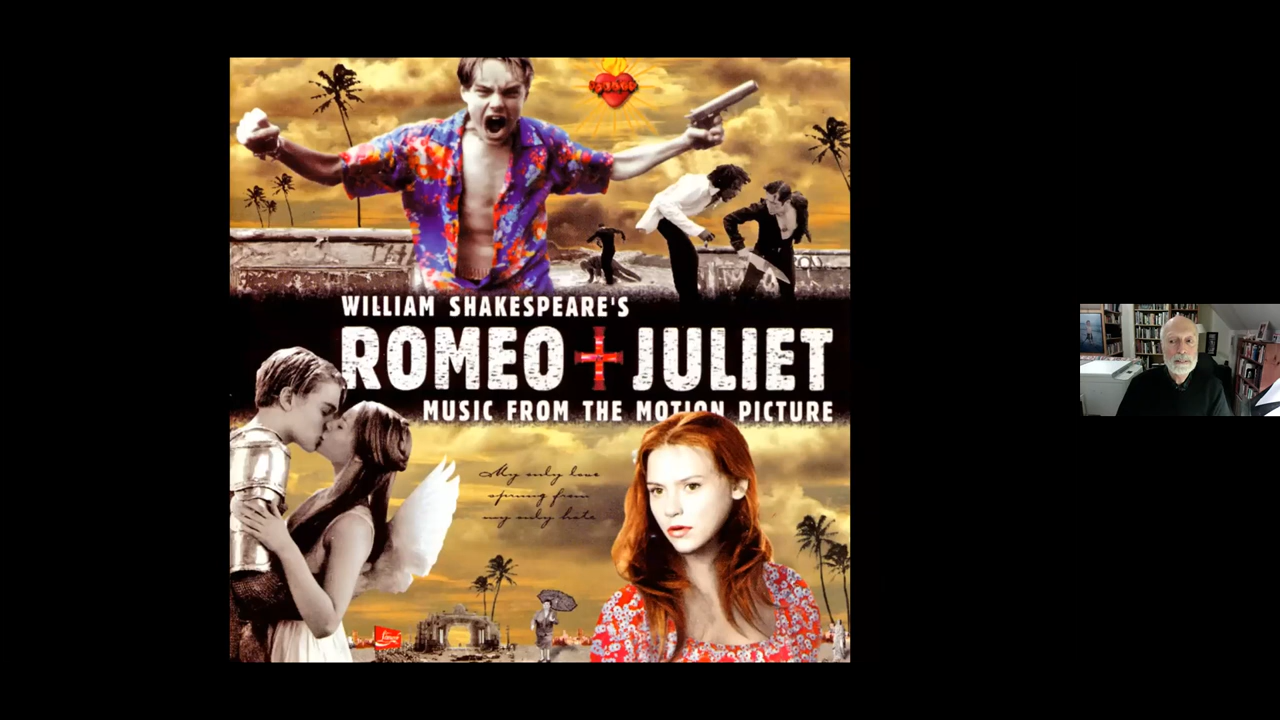 WILLIAM SHAKESPEARE'S
ROMEO + JULIET
MUSIC FROM THE MOTION PICTURE
My only love
sprung from
my only hate